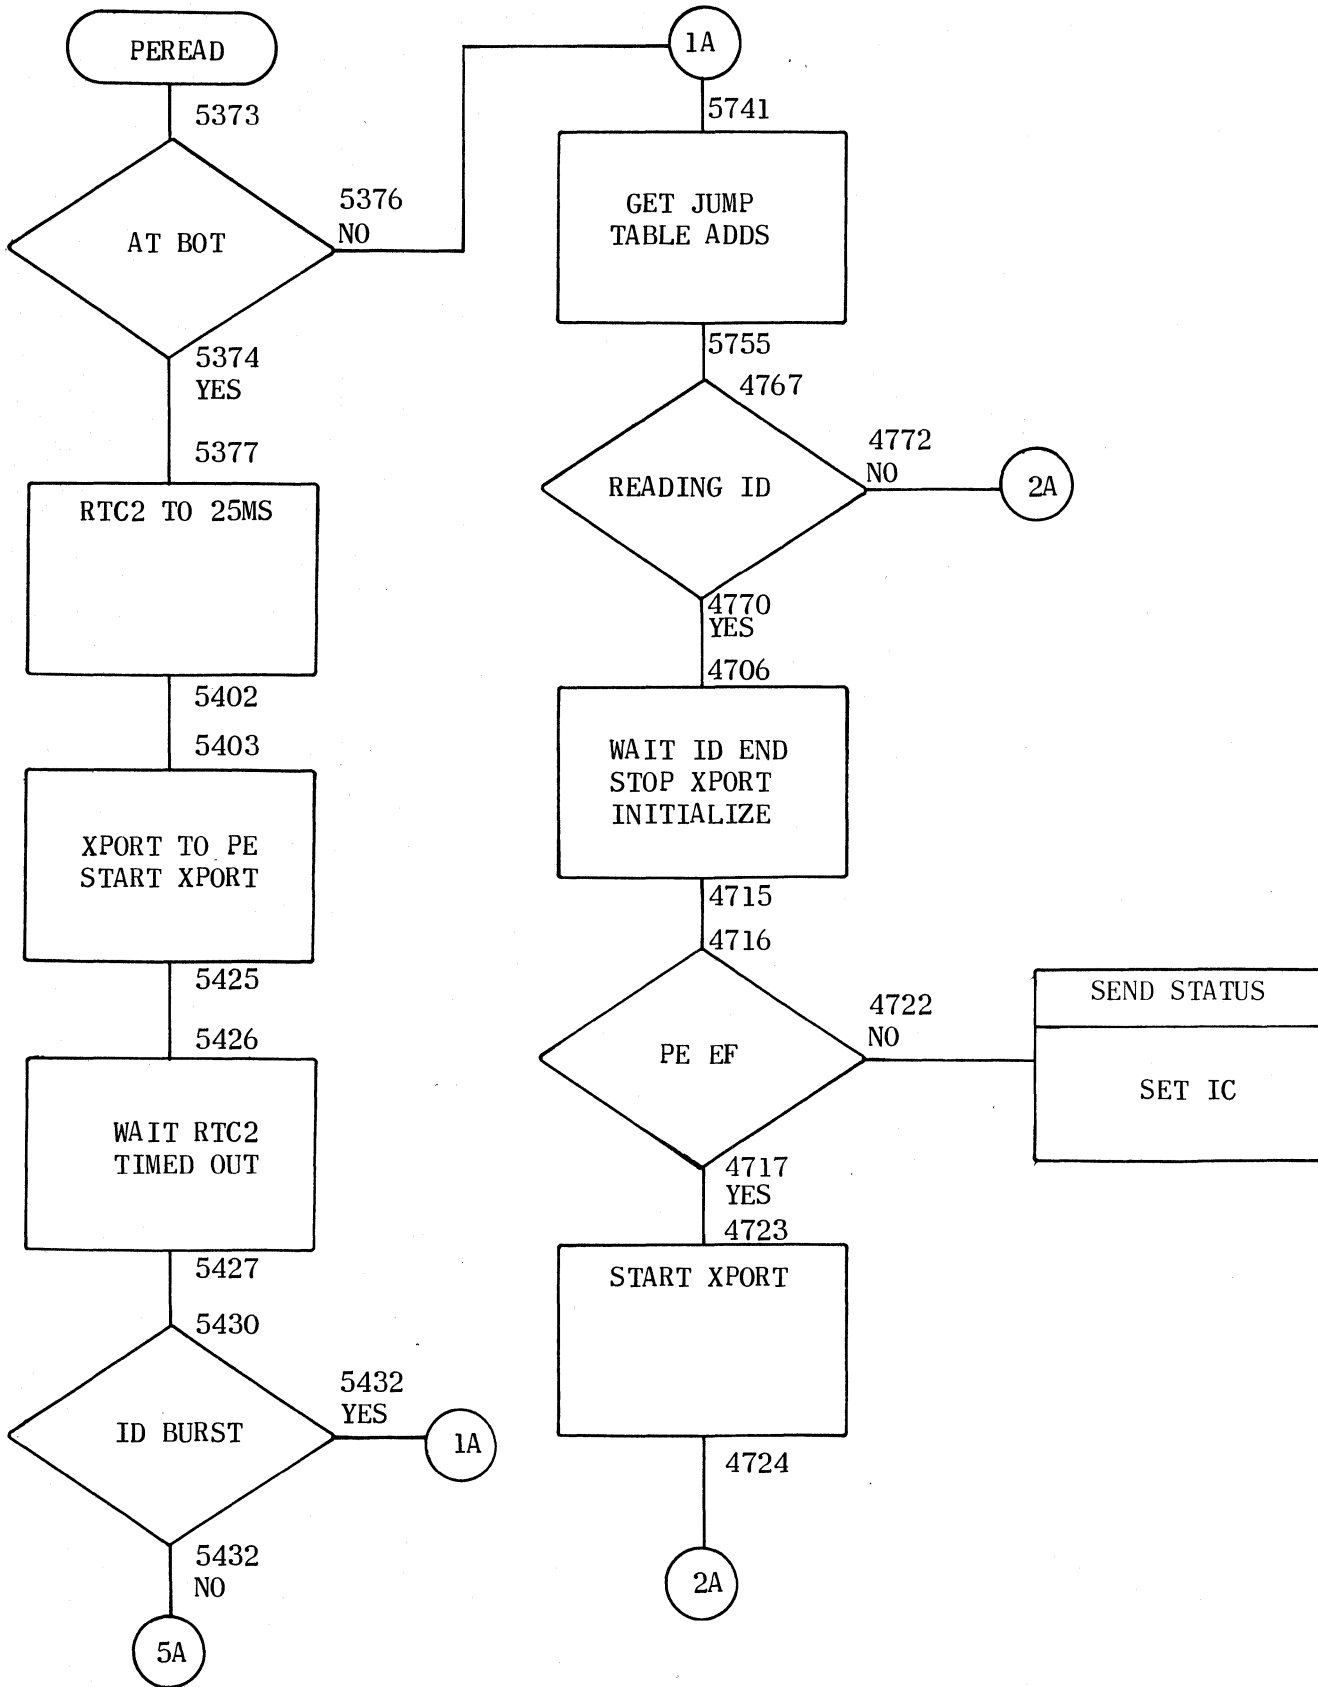 PEREAD
5373
AT BOT
5376
NO
5374
YES
5377
RTC2 TO 25MS
5402
5403
XPORT TO PE
START XPORT
5425
5426
WAIT RTC2
TIMED OUT
5427
5430
ID BURST
5432
YES
1A
5432
NO
5A
1A
5741
GET JUMP
TABLE ADDS
5755
4767
READING ID
4772
NO
2A
4770
YES
4706
WAIT ID END
STOP XPORT
INITIALIZE
4715
4716
PE EF
4722
NO
SEND STATUS
SET IC
4717
YES
4723
START XPORT
4724
2A